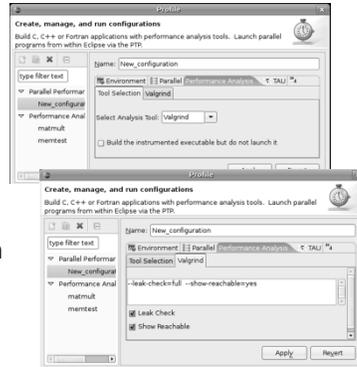 Profile
Create, manage, and run configurations
Build C, C++ or Fortran applications with performance analysis tools. Launch parallel
programs from within Eclipse via the PTP.
type filter text
Parallel Performar
New_configurat
Performance Anal
matmult
memtest
Name: New_configuration
Environment Parallel Performance Analysis TAU
Tool Selection Valgrind
Select Analysis Tool: Valgrind
Build the instrumented executable but do not launch it
Profile
Create, manage, and run configurations
Build C, C++ or Fortran applications with performance analysis tools. Launch parallel
programs from within Eclipse via the PTP.
type filter text
Parallel Performar
New_configurat
Performance Anal
matmult
memtest
Name: New_configuration
Environment Parallel Performance Analysis TAU
Tool Selection Valgrind
--leak-check=full --show-reachable=yes
Leak Check
Show Reachable
Apply Revert